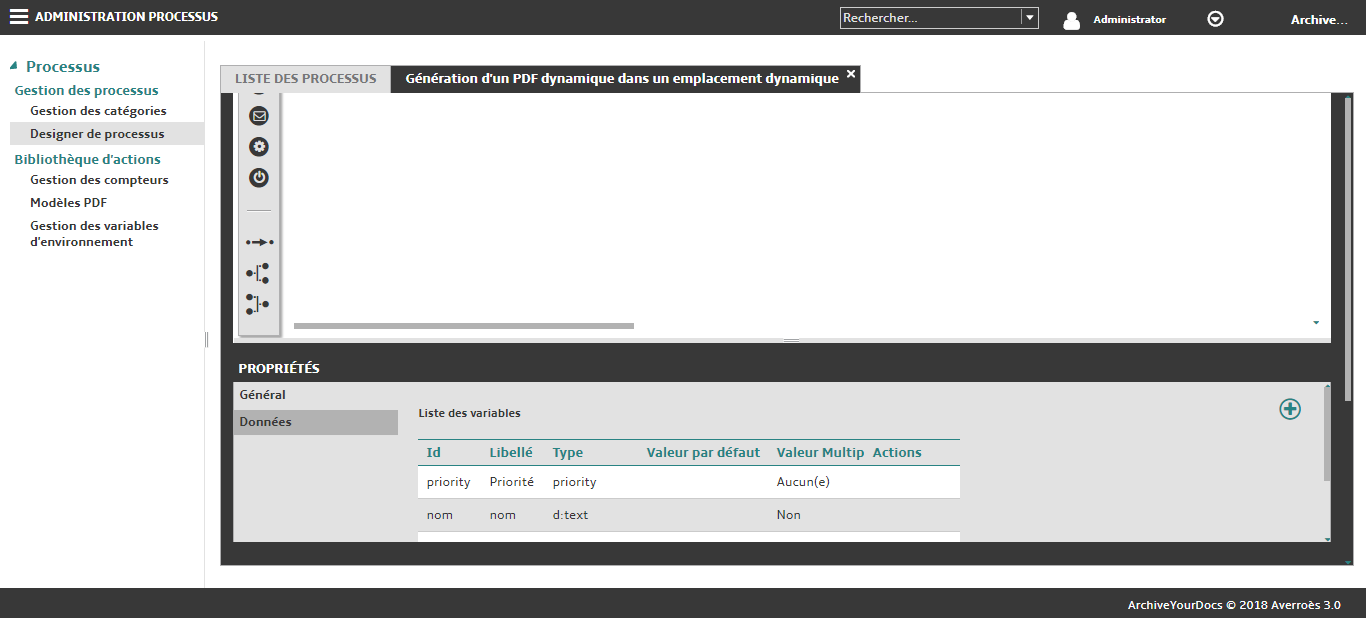 ADMINISTRATION PROCESSUS
Rechercher...
Administrator
Archive...
Processus
Gestion des processus
Gestion des catégories
Designer de processus
Bibliothèque d'actions
Gestion des compteurs
Modèles PDF
Gestion des variables
d'environnement
LISTE DES PROCESSUS
Génération d'un PDF dynamique dans un emplacement dynamique
PROPRIÉTÉS
Général
Données
Liste des variables
Id Libellé Type Valeur par défaut Valeur Multip Actions
priority Priorité priority Aucun(e)
nom nom d:text Non
ArchiveYourDocs © 2018 Averroès 3.0